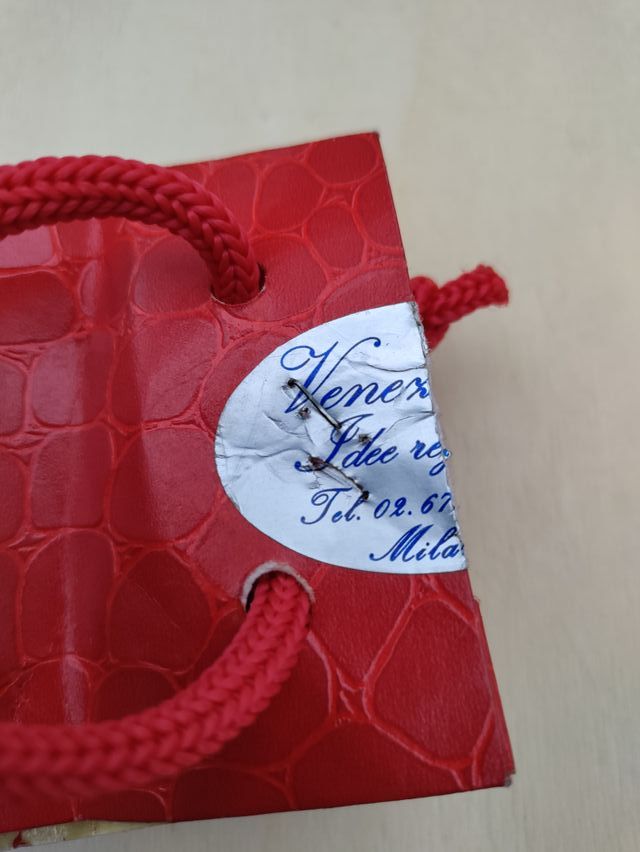 Venez
Idee reg
Tel. 02.67
Mila